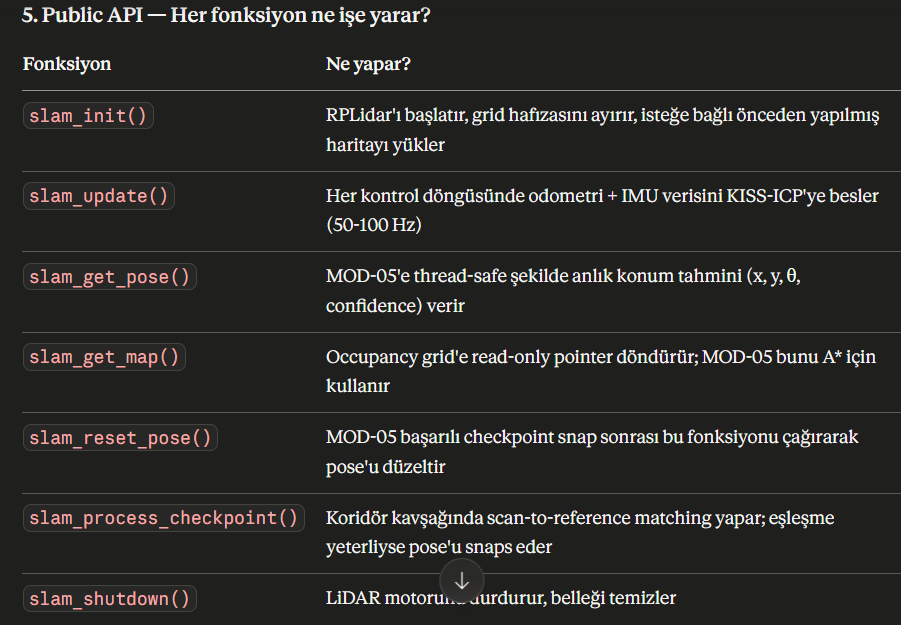 5. Public API — Her fonksiyon ne işe yarar?
Fonksiyon Ne yapar?
slam_init() RPLidar'ı başlatır, grid hafızasını ayırır, isteğe bağlı önceden yapılmış
haritayı yükler
slam_update() Her kontrol döngüsünde odometri + IMU verisini KISS-ICP'ye besler
(50-100 Hz)
slam_get_pose() MOD-05'e thread-safe şekilde anlık konum tahmini (x, y, θ,
confidence) verir
slam_get_map() Occupancy grid'e read-only pointer döndürür; MOD-05 bunu A* için
kullanır
slam_reset_pose() MOD-05 başarılı checkpoint snap sonrası bu fonksiyonu çağırarak
pose'u düzeltir
slam_process_checkpoint() Koridör kavşağında scan-to-reference matching yapar; eşleşme
yeterliyse pose'u snaps eder
slam_shutdown() LiDAR motorunu durdurur, belleği temizler